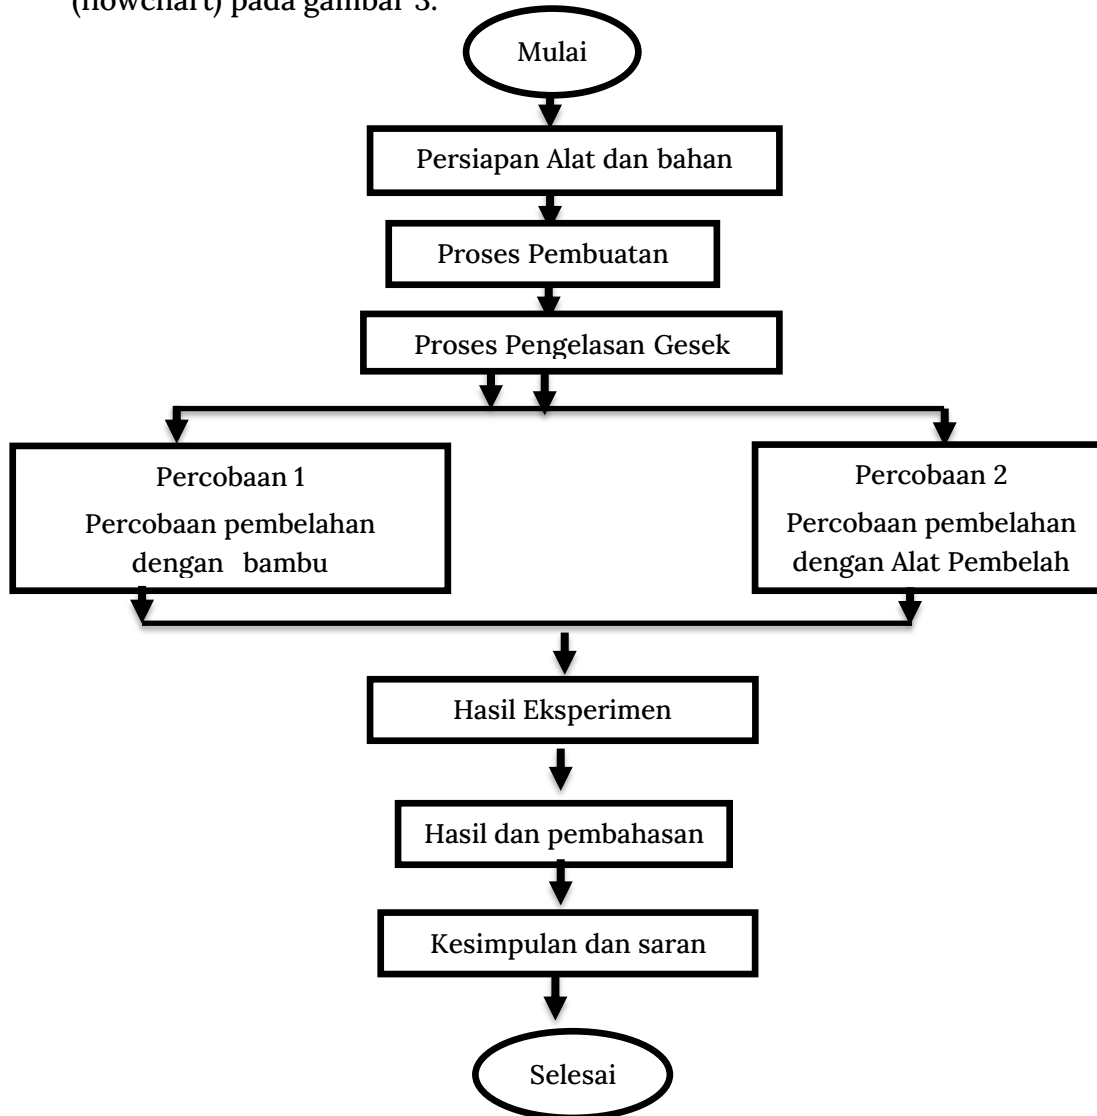 (flowchart) pada gambar 3.
Mulai
Persiapan Alat dan bahan
Proses Pembuatan
Proses Pengelasan Gesek
Percobaan 1
Percobaan pembelahan
dengan bambu
Percobaan 2
Percobaan pembelahan
dengan Alat Pembelah
Hasil Eksperimen
Hasil dan pembahasan
Kesimpulan dan saran
Selesai